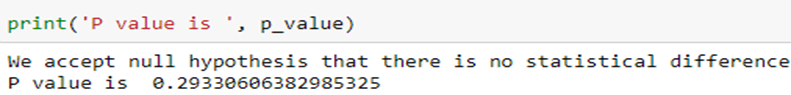 print('P value is ', p_value)
We accept null hypothesis that there is no statistical difference
P value is  0.29330606382985325